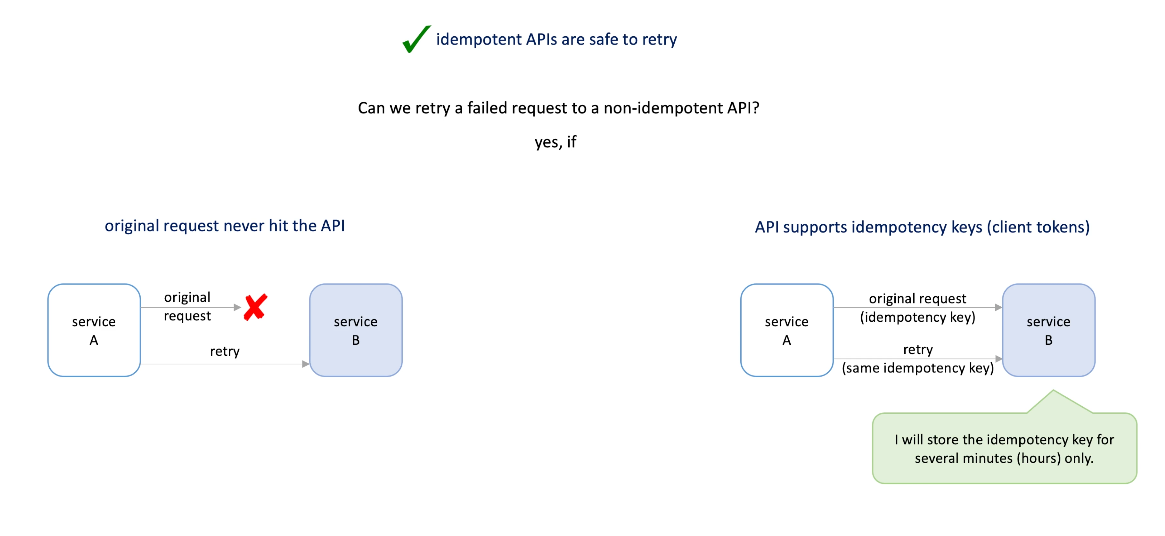 idempotent APIs are safe to retry
Can we retry a failed request to a non-idempotent API?
yes, if
original request never hit the API
service
A
original
request
retry
service
B
API supports idempotency keys (client tokens)
service
A
original request
(idempotency key)
retry
(same idempotency key)
service
B
I will store the idempotency key for
several minutes (hours) only.